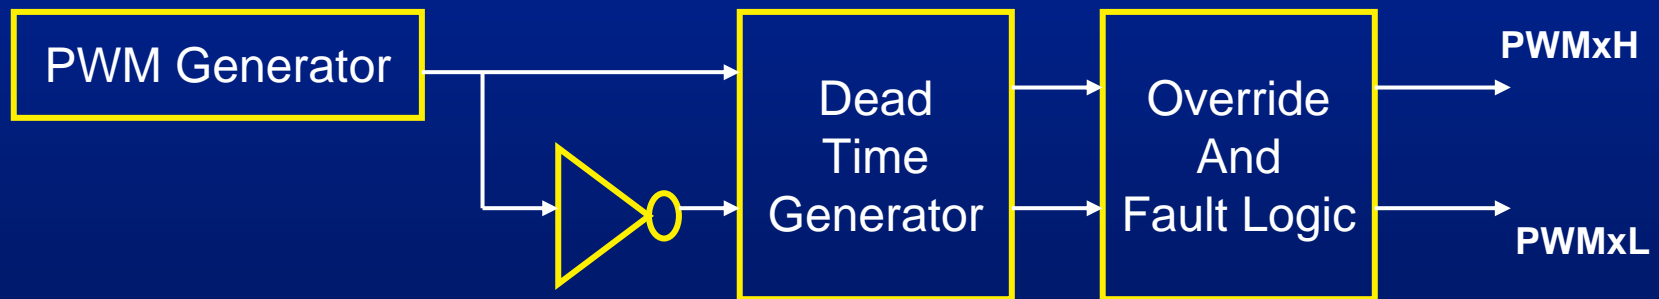 PWM Generator
Dead
Time
Generator
Override
And
Fault Logic
PWMxH
PWMxL